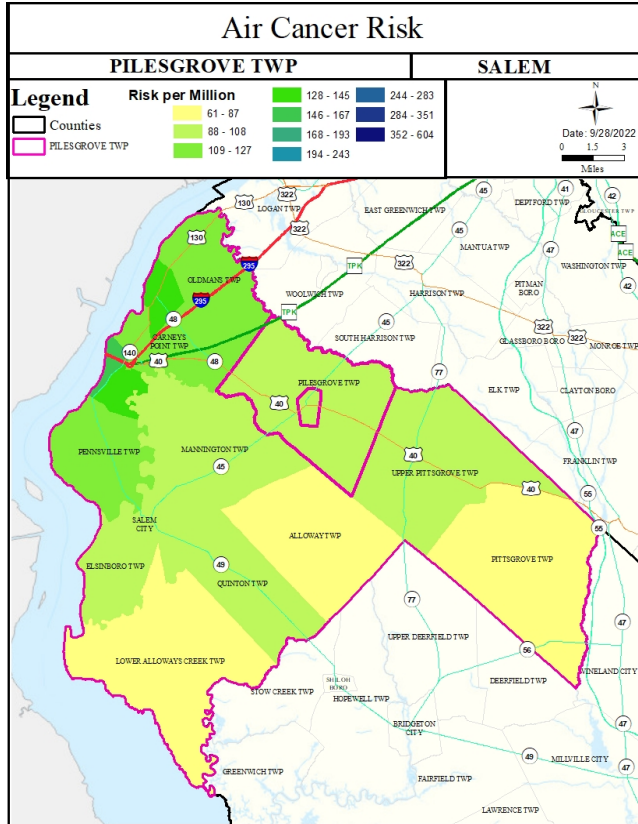 Air Cancer Risk
PILESGROVE TWP
SALEM
Legend
Counties
PILESGROVE TWP
Risk per Million
61 - 87
88 - 108
109 - 127
128 - 145
146 - 167
168 - 193
194 - 243
244 - 283
284 - 351
352 - 604
N
Date: 9/28/2022
0 1.5 3
Miles
322
130
LOGAN TWP
45
EAST GREENWICH TWP
DEPTFORD TWP
41
42
GLOUCESTER TWP
130
322
45
MANTUA TWP
47
ACE
ACE
WASHINGTON TWP
OLDMANS TWP
295
TPK
322
42
WOOLWICH TWP
HARRISON TWP
PITMAN
BORO
295
TPK
48
45
322
GLASSBORO BORO
322
MONROE TWP
CARNEYS
POINT TWP
SOUTH HARRISON TWP
140
40
48
77
PILESGROVE TWP
ELK TWP
CLAYTON BORO
40
47
PENNSVILLE TWP
MANNINGTON TWP
45
40
UPPER PITTSGROVE TWP
FRANKLIN TWP
40
55
SALEM
CITY
ALLOWAY TWP
55
PITTSGROVE TWP
ELSINBORO TWP
49
QUINTON TWP
77
47
UPPER DEERFIELD TWP
56
LOWER ALLOWAYS CREEK TWP
VINELAND CITY
DEERFIELD TWP
SHILOH
BORO
STOW CREEK TWP
HOPEWELL TWP
BRIDGETON
CITY
47
49
MILLVILLE CITY
47
GREENWICH TWP
FAIRFIELD TWP
LAWRENCE TWP